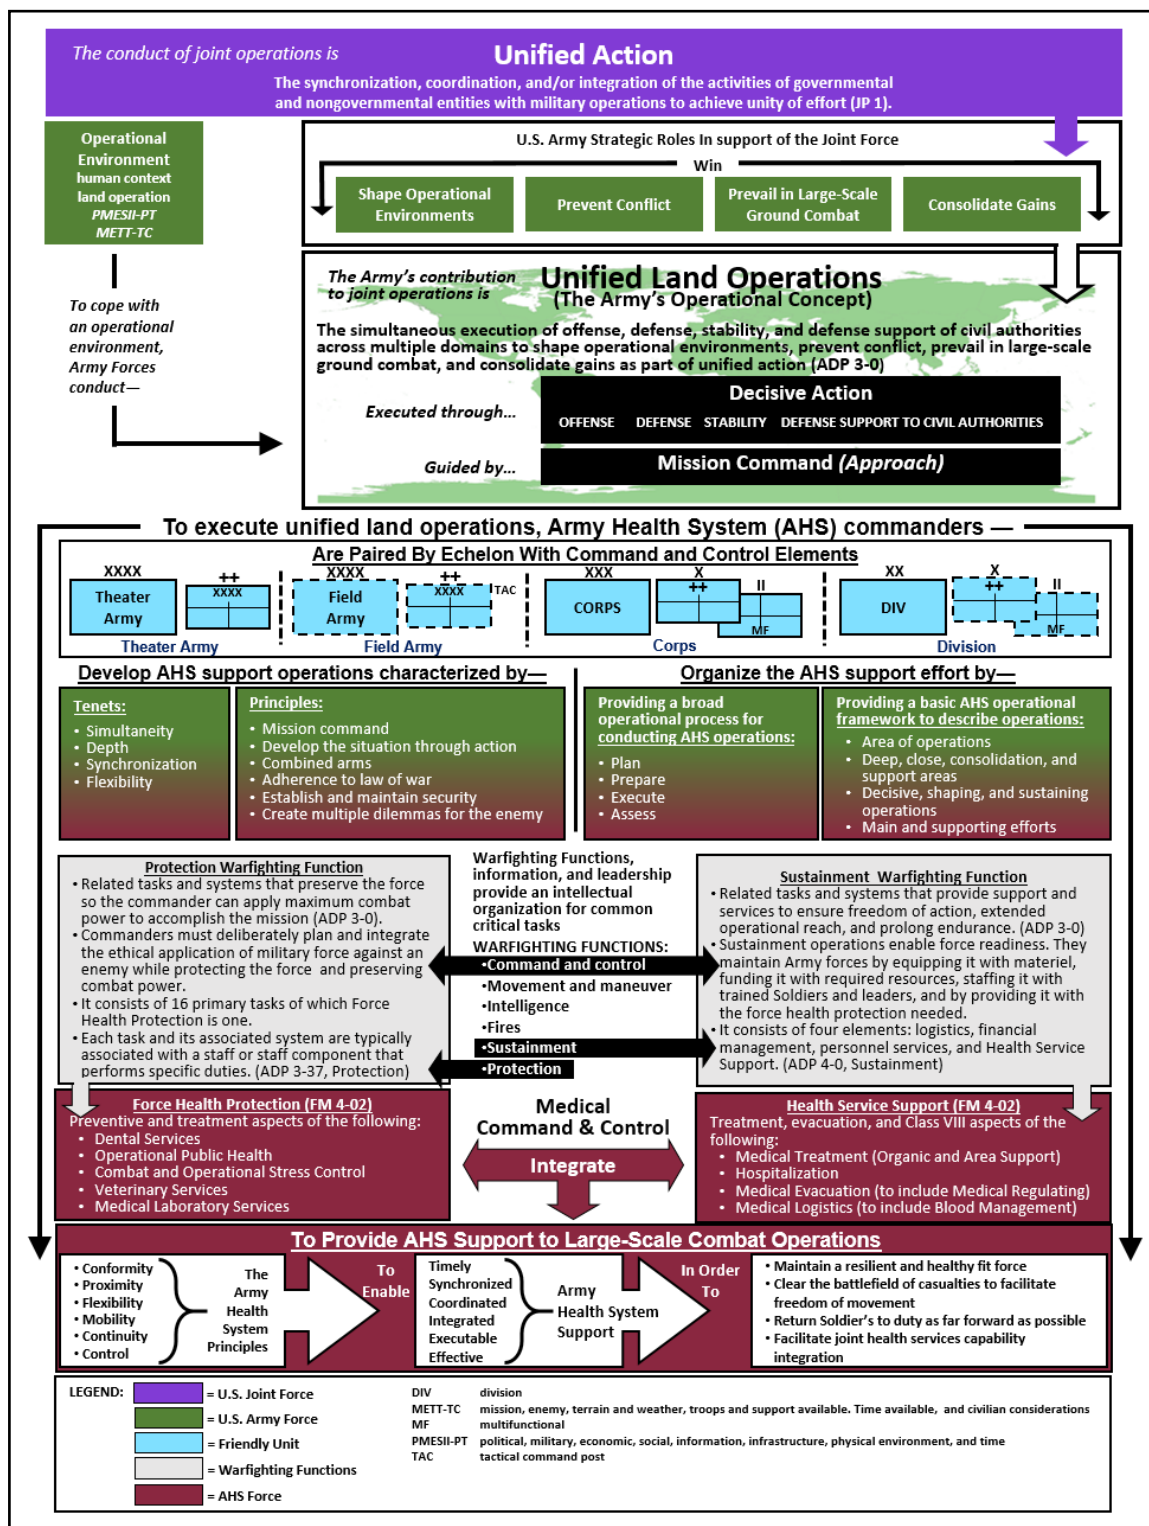 The conduct of joint operations is Unified Action
The synchronization, coordination, and/or integration of the activities of governmental
and nongovernmental entities with military operations to achieve unity of effort (JP 1).
Operational
Environment
human context
land operation
PMESII-PT
METT-TC
U.S. Army Strategic Roles In support of the Joint Force
Win
Shape Operational
Environments
Prevent Conflict
Prevail in Large-Scale
Ground Combat
Consolidate Gains
To cope with
an operational
environment,
Army Forces
conduct—
The Army's contribution
to joint operations is
Unified Land Operations
(The Army's Operational Concept)
The simultaneous execution of offense, defense, stability, and defense support of civil authorities
across multiple domains to shape operational environments, prevent conflict, prevail in large-scale
ground combat, and consolidate gains as part of unified action (ADP 3-0)
Executed through...
Decisive Action
OFFENSE DEFENSE STABILITY DEFENSE SUPPORT TO CIVIL AUTHORITIES
Guided by...
Mission Command (Approach)
To execute unified land operations, Army Health System (AHS) commanders —
Are Paired By Echelon With Command and Control Elements
XXXX
Theater
Army
++
XXXX
Theater Army
XXXX
Field
Army
++
XXXX
TAC
Field Army
XXX
CORPS
X
++
II
MF
Corps
XX
DIV
X
++
II
MF
Division
Develop AHS support operations characterized by—
Organize the AHS support effort by—
Tenets:
• Simultaneity
• Depth
• Synchronization
• Flexibility
Principles:
• Mission command
• Develop the situation through action
• Combined arms
• Adherence to law of war
• Establish and maintain security
• Create multiple dilemmas for the enemy
Providing a broad
operational process for
conducting AHS operations:
• Plan
• Prepare
• Execute
• Assess
Providing a basic AHS operational
framework to describe operations:
• Area of operations
• Deep, close, consolidation, and
support areas
• Decisive, shaping, and sustaining
operations
• Main and supporting efforts
Protection Warfighting Function
• Related tasks and systems that preserve the force
so the commander can apply maximum combat
power to accomplish the mission (ADP 3-0).
• Commanders must deliberately plan and integrate
the ethical application of military force against an
enemy while protecting the force and preserving
combat power.
• It consists of 16 primary tasks of which Force
Health Protection is one.
• Each task and its associated system are typically
associated with a staff or staff component that
performs specific duties. (ADP 3-37, Protection)
Warfighting Functions,
information, and leadership
provide an intellectual
organization for common
critical tasks
WARFIGHTING FUNCTIONS:
•Command and control
•Movement and maneuver
•Intelligence
•Fires
•Sustainment
•Protection
Sustainment Warfighting Function
• Related tasks and systems that provide support and
services to ensure freedom of action, extended
operational reach, and prolong endurance. (ADP 3-0)
• Sustainment operations enable force readiness. They
maintain Army forces by equipping it with materiel,
funding it with required resources, staffing it with
trained Soldiers and leaders, and by providing it with
the force health protection needed.
• It consists of four elements: logistics, financial
management, personnel services, and Health Service
Support. (ADP 4-0, Sustainment)
Force Health Protection (FM 4-02)
Preventive and treatment aspects of the following:
• Dental Services
• Operational Public Health
• Combat and Operational Stress Control
• Veterinary Services
• Medical Laboratory Services
Medical
Command & Control
Integrate
Health Service Support (FM 4-02)
Treatment, evacuation, and Class VIII aspects of the
following:
• Medical Treatment (Organic and Area Support)
• Hospitalization
• Medical Evacuation (to include Medical Regulating)
• Medical Logistics (to include Blood Management)
To Provide AHS Support to Large-Scale Combat Operations
• Conformity
• Proximity
• Flexibility
• Mobility
• Continuity
• Control
The
Army
Health
System
Principles
To
Enable
Timely
Synchronized
Coordinated
Integrated
Executable
Effective
Army
Health System
Support
In Order
To
• Maintain a resilient and healthy fit force
• Clear the battlefield of casualties to facilitate
freedom of movement
• Return Soldier's to duty as far forward as possible
• Facilitate joint health services capability
integration
LEGEND:
= U.S. Joint Force
= U.S. Army Force
= Friendly Unit
= Warfighting Functions
= AHS Force
DIV division
METT-TC mission, enemy, terrain and weather, troops and support available. Time available, and civilian considerations
MF multifunctional
PMESII-PT political, military, economic, social, information, infrastructure, physical environment, and time
TAC tactical command post